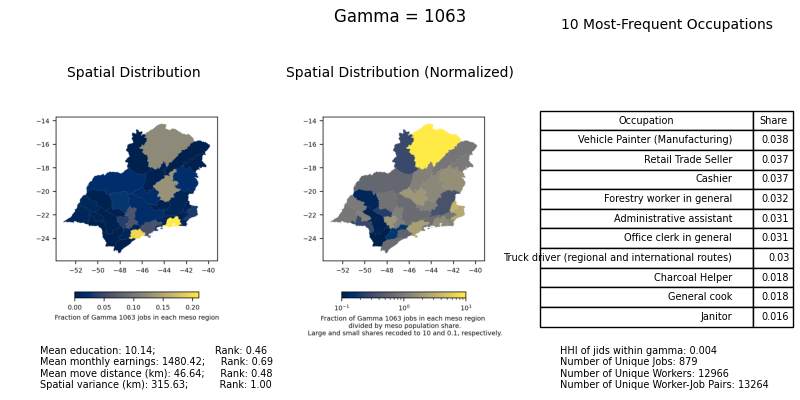 Gamma = 1063
10 Most-Frequent Occupations
Spatial Distribution
Spatial Distribution (Normalized)
−14
−16
−18
−20
−22
−24
−52 −50 −48 −46 −44 −42 −40
0.00 0.05 0.10 0.15 0.20
Fraction of Gamma 1063 jobs in each meso region
−14
−16
−18
−20
−22
−24
−52 −50 −48 −46 −44 −42 −40
10−1 100 101
Fraction of Gamma 1063 jobs in each meso region
divided by meso population share.
Large and small shares recoded to 10 and 0.1, respectively.
Occupation Share
Vehicle Painter (Manufacturing) 0.038
Retail Trade Seller 0.037
Cashier 0.037
Forestry worker in general 0.032
Administrative assistant 0.031
Office clerk in general 0.031
Truck driver (regional and international routes) 0.03
Charcoal Helper 0.018
General cook 0.018
Janitor 0.016
Mean education: 10.14; Rank: 0.46
Mean monthly earnings: 1480.42; Rank: 0.69
Mean move distance (km): 46.64; Rank: 0.48
Spatial variance (km): 315.63; Rank: 1.00
HHI of jids within gamma: 0.004
Number of Unique Jobs: 879
Number of Unique Workers: 12966
Number of Unique Worker-Job Pairs: 13264